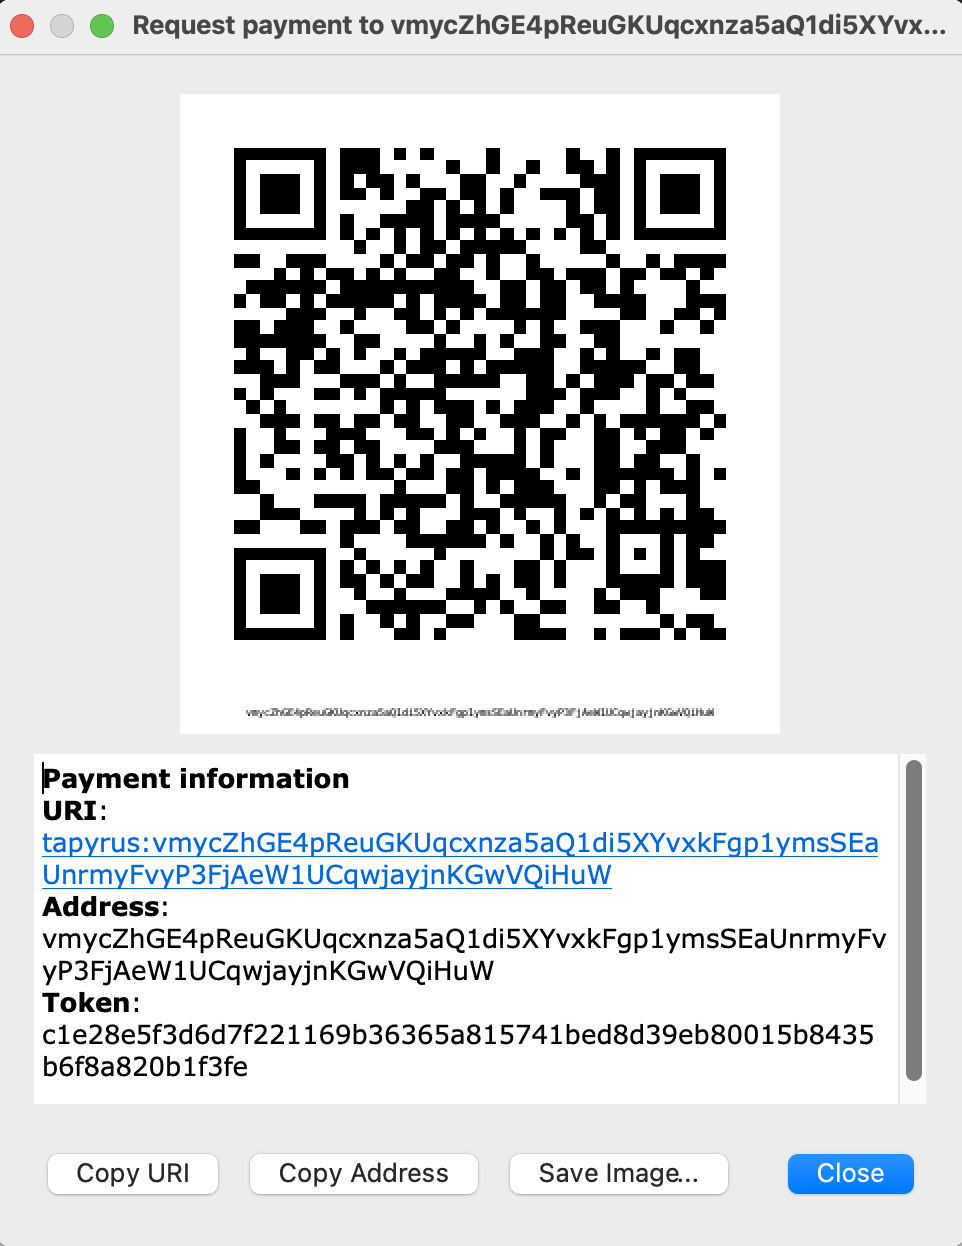 Request payment to vmycZhGE4pReuGKUqcxnza5aQ1di5XYvx...
vmycZhGE4pReuGKUqcxnza5aQ1di5XYvxkFgp1ymsSEaUnrmyFvyP3FjAeW1UCqwjayjnKGwVQiHuW
Payment information
URI:
tapyrus:vmycZhGE4pReuGKUqcxnza5aQ1di5XYvxkFgp1ymsSEa
UnrmyFvyP3FjAeW1UCqwjayjnKGwVQiHuW
Address:
vmycZhGE4pReuGKUqcxnza5aQ1di5XYvxkFgp1ymsSEaUnrmyFv
yP3FjAeW1UCqwjayjnKGwVQiHuW
Token:
c1e28e5f3d6d7f221169b36365a815741bed8d39eb80015b8435
b6f8a820b1f3fe
Copy URI
Copy Address
Save Image...
Close